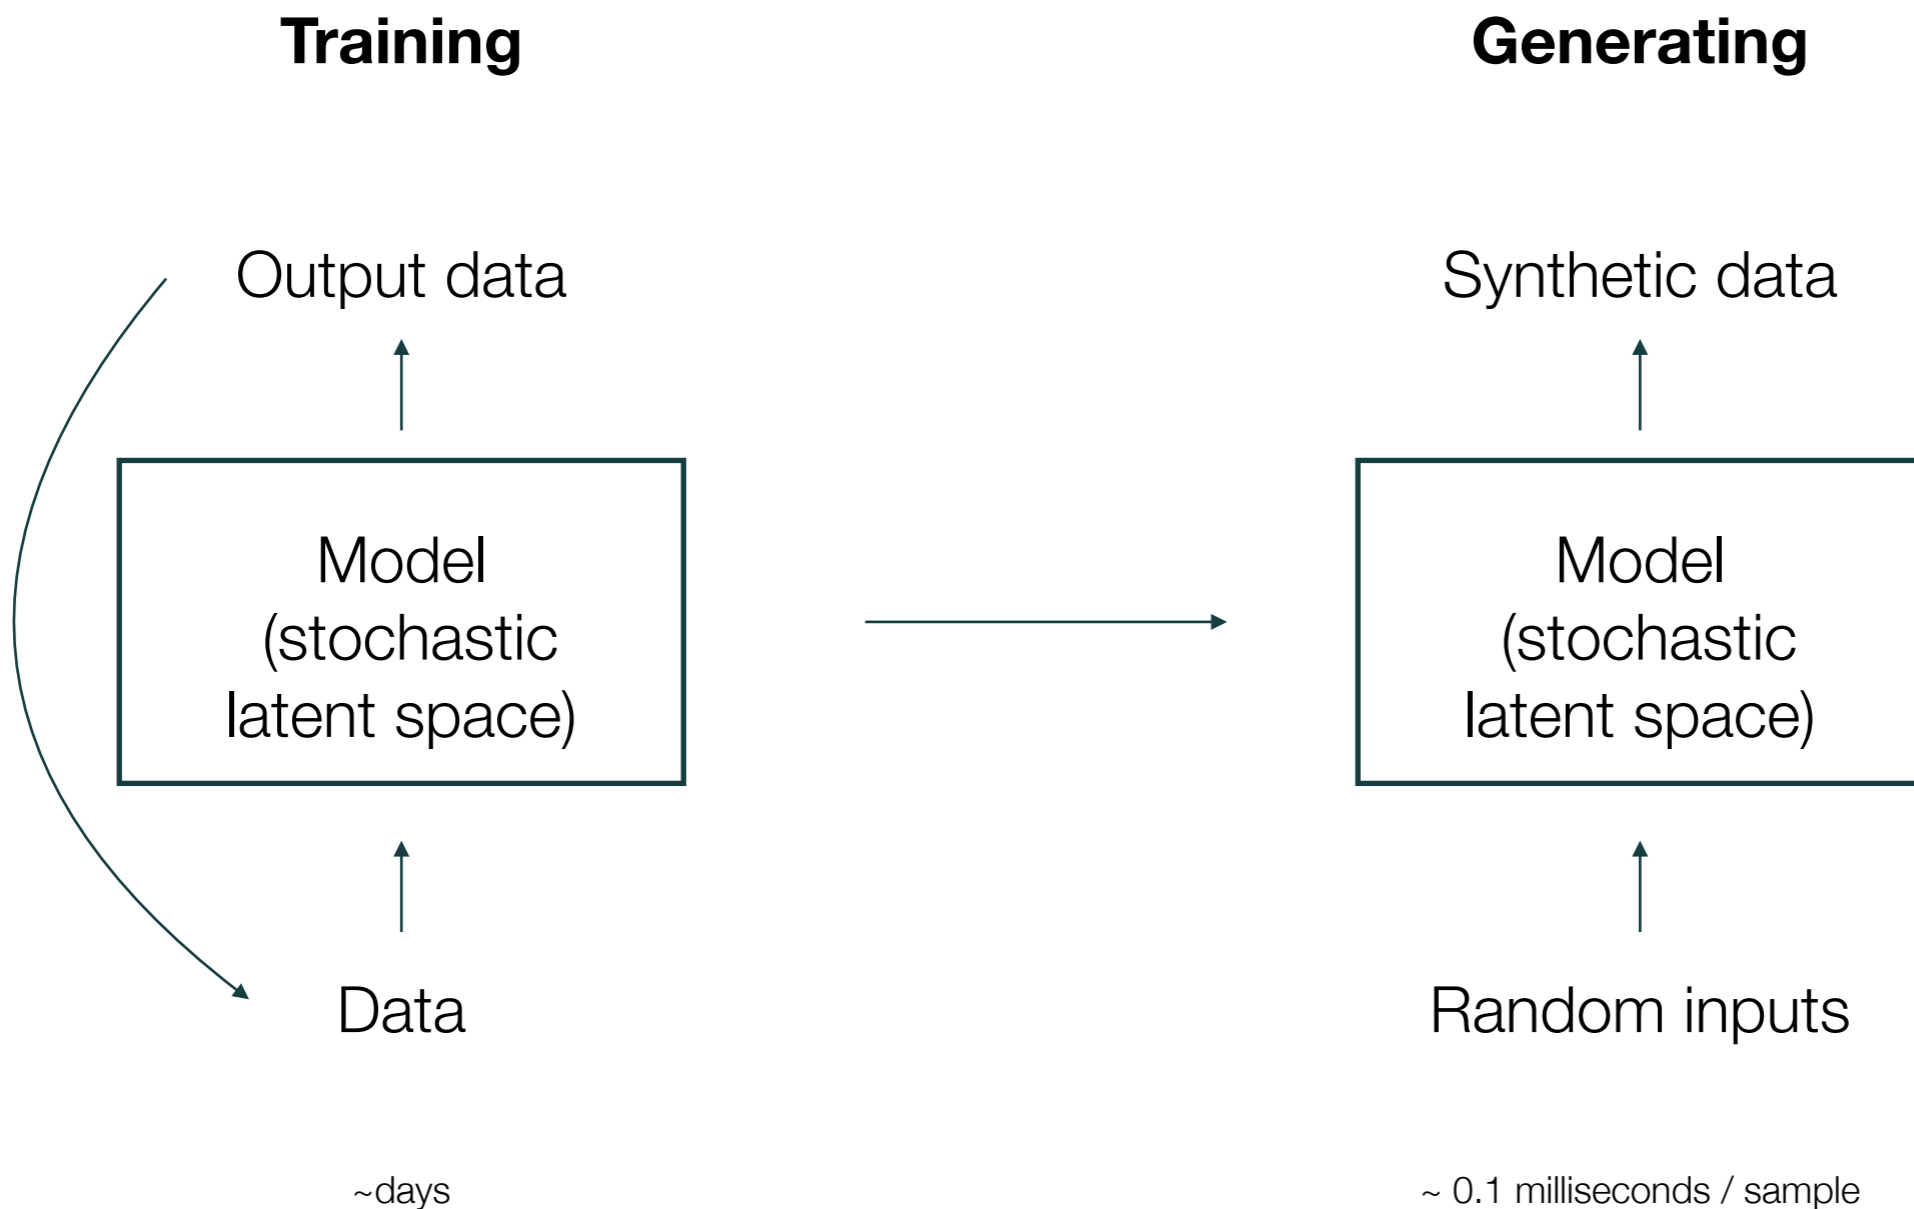 Training
Output data
Model
(stochastic
latent space)
Data
~days
Generating
Synthetic data
Model
(stochastic
latent space)
Random inputs
~ 0.1 milliseconds / sample